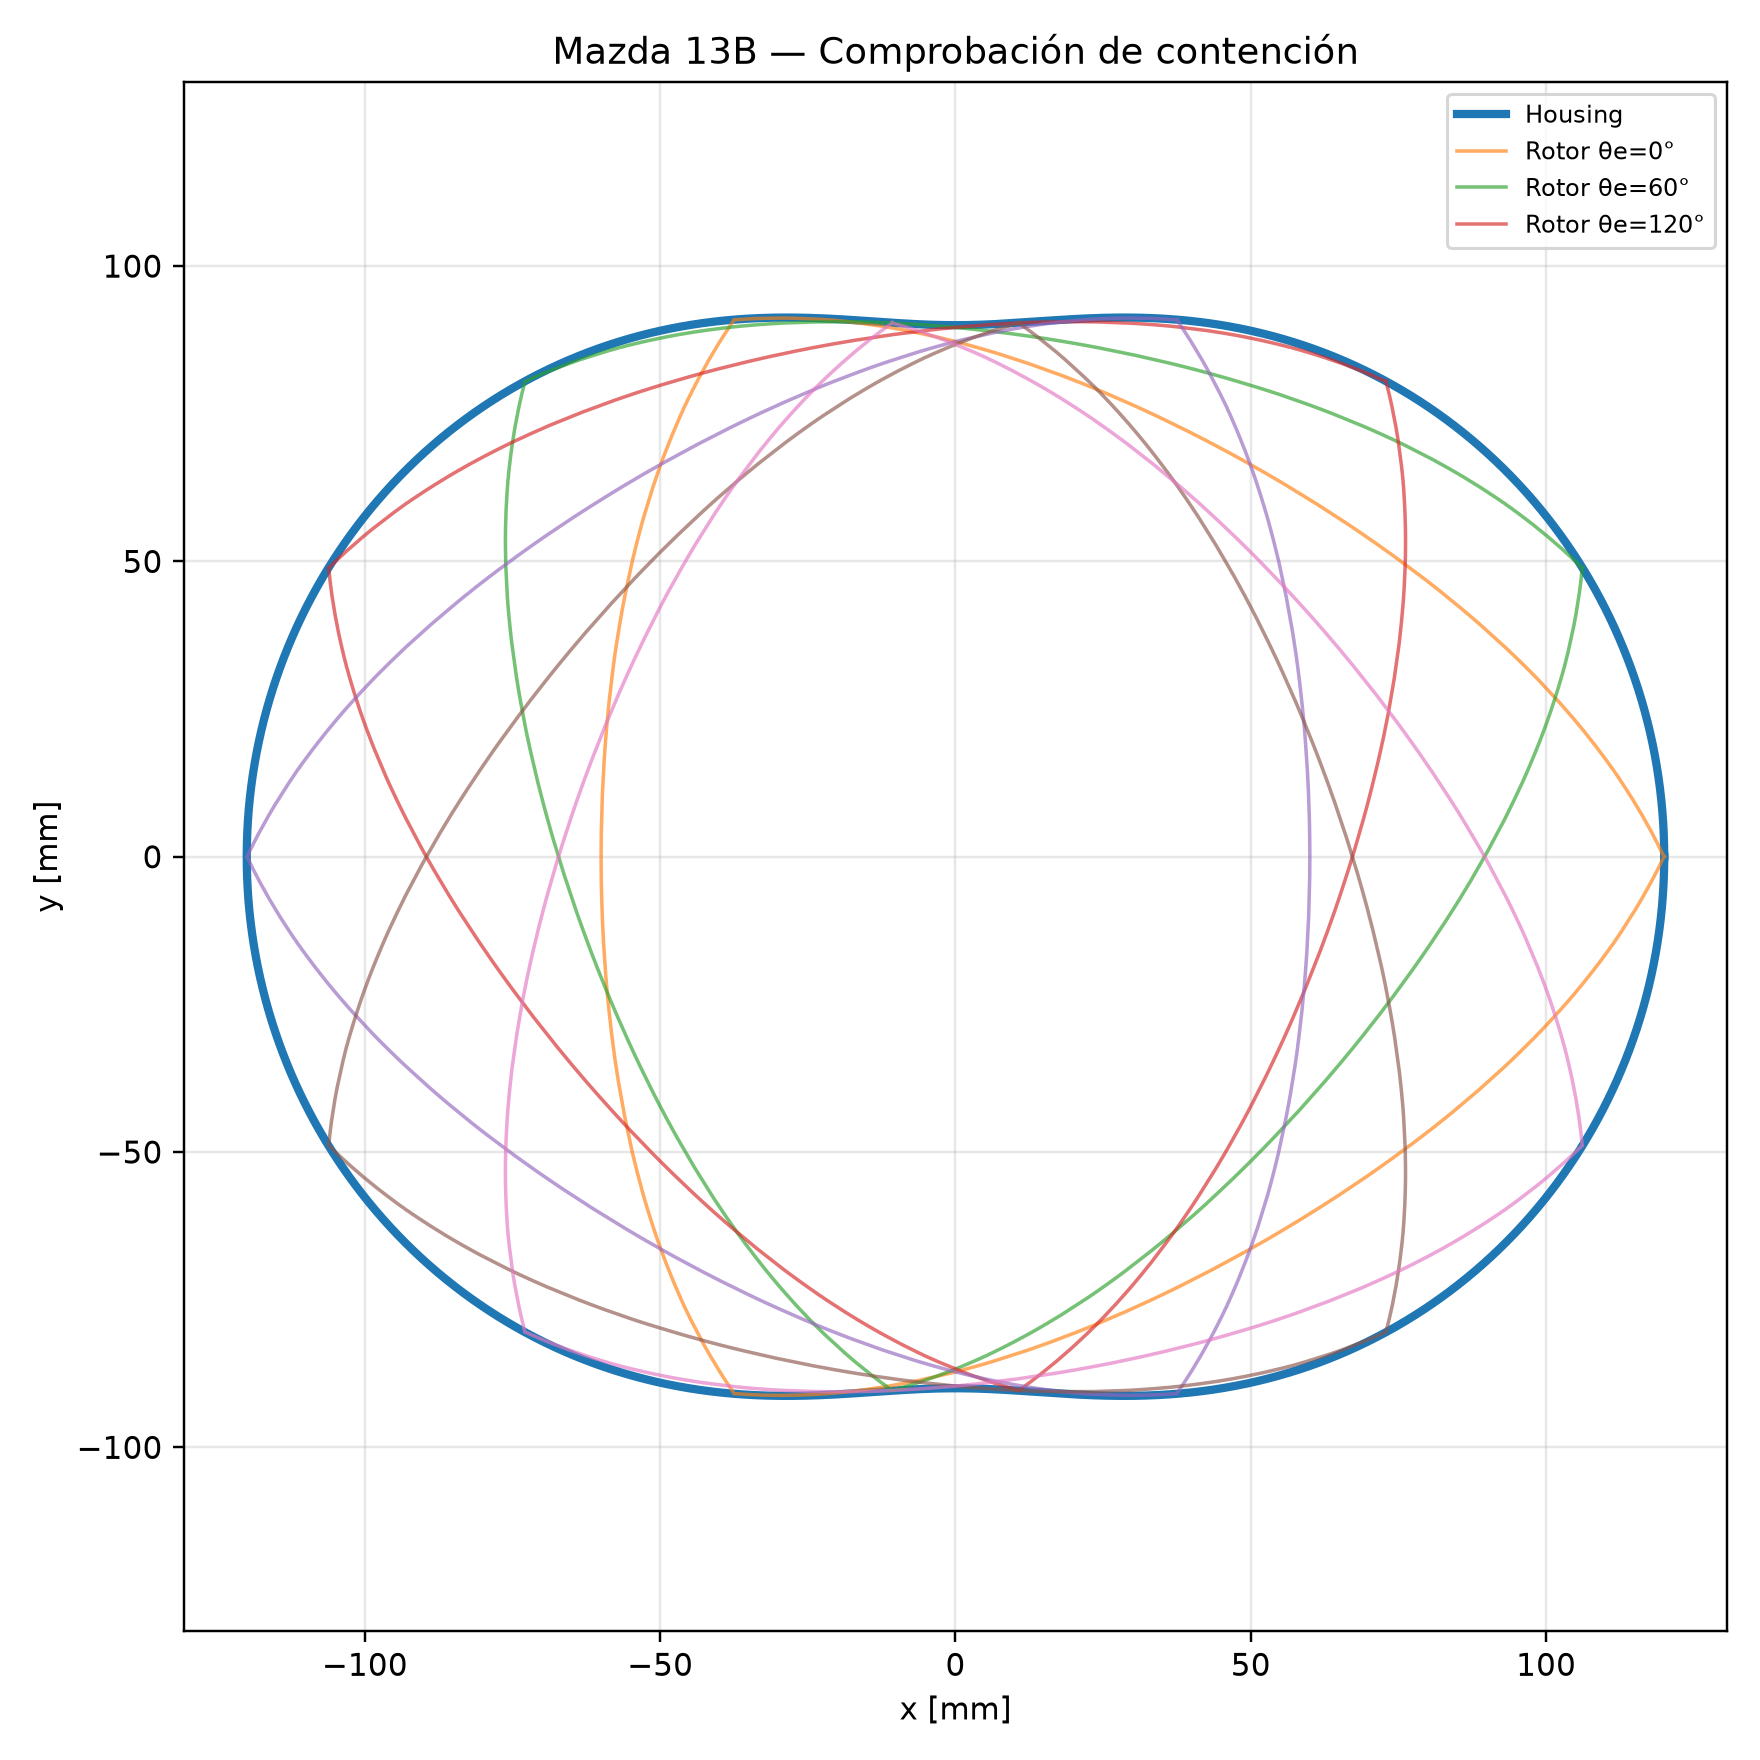 Mazda 13B — Comprobación de contención
Housing
Rotor θe=0°
Rotor θe=60°
Rotor θe=120°
100
50
0
−50
−100
y [mm]
−100
−50
0
50
100
x [mm]